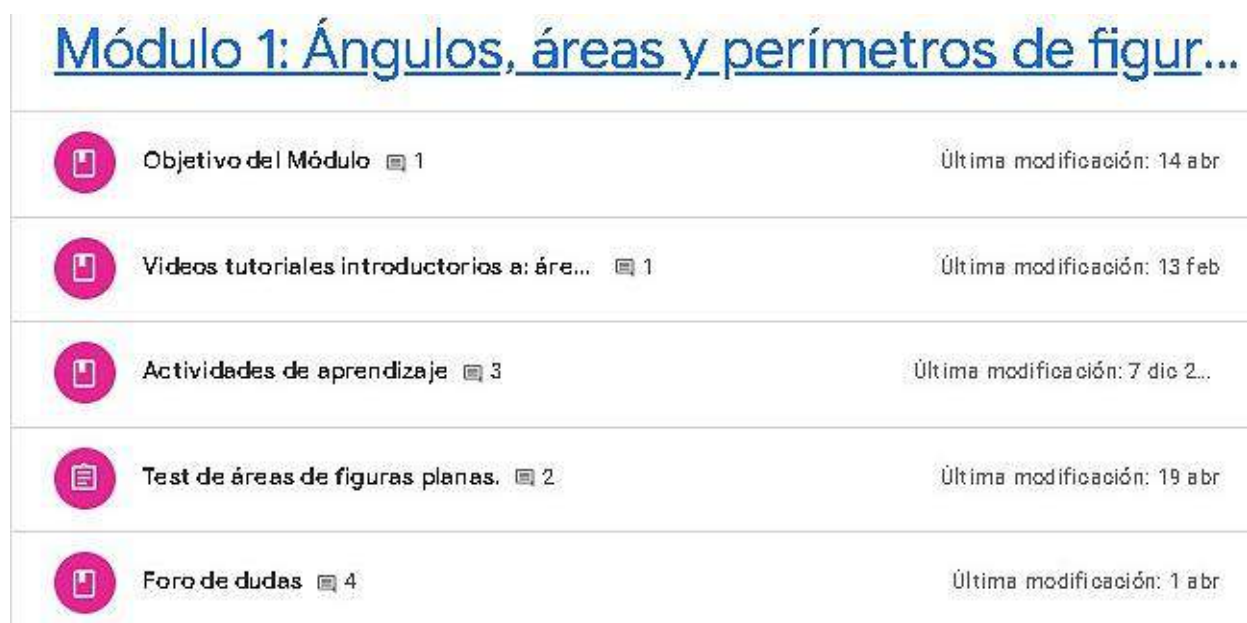 Módulo 1: Ángulos, áreas y perímetros de figur...
Objetivo del Módulo 1 Última modificación: 14 abr
Videos tutoriales introductorios a: áre... 1 Última modificación: 13 feb
Actividades de aprendizaje 3 Última modificación: 7 dic 2...
Test de áreas de figuras planas. 2 Última modificación: 19 abr
Foro de dudas 4 Última modificación: 1 abr